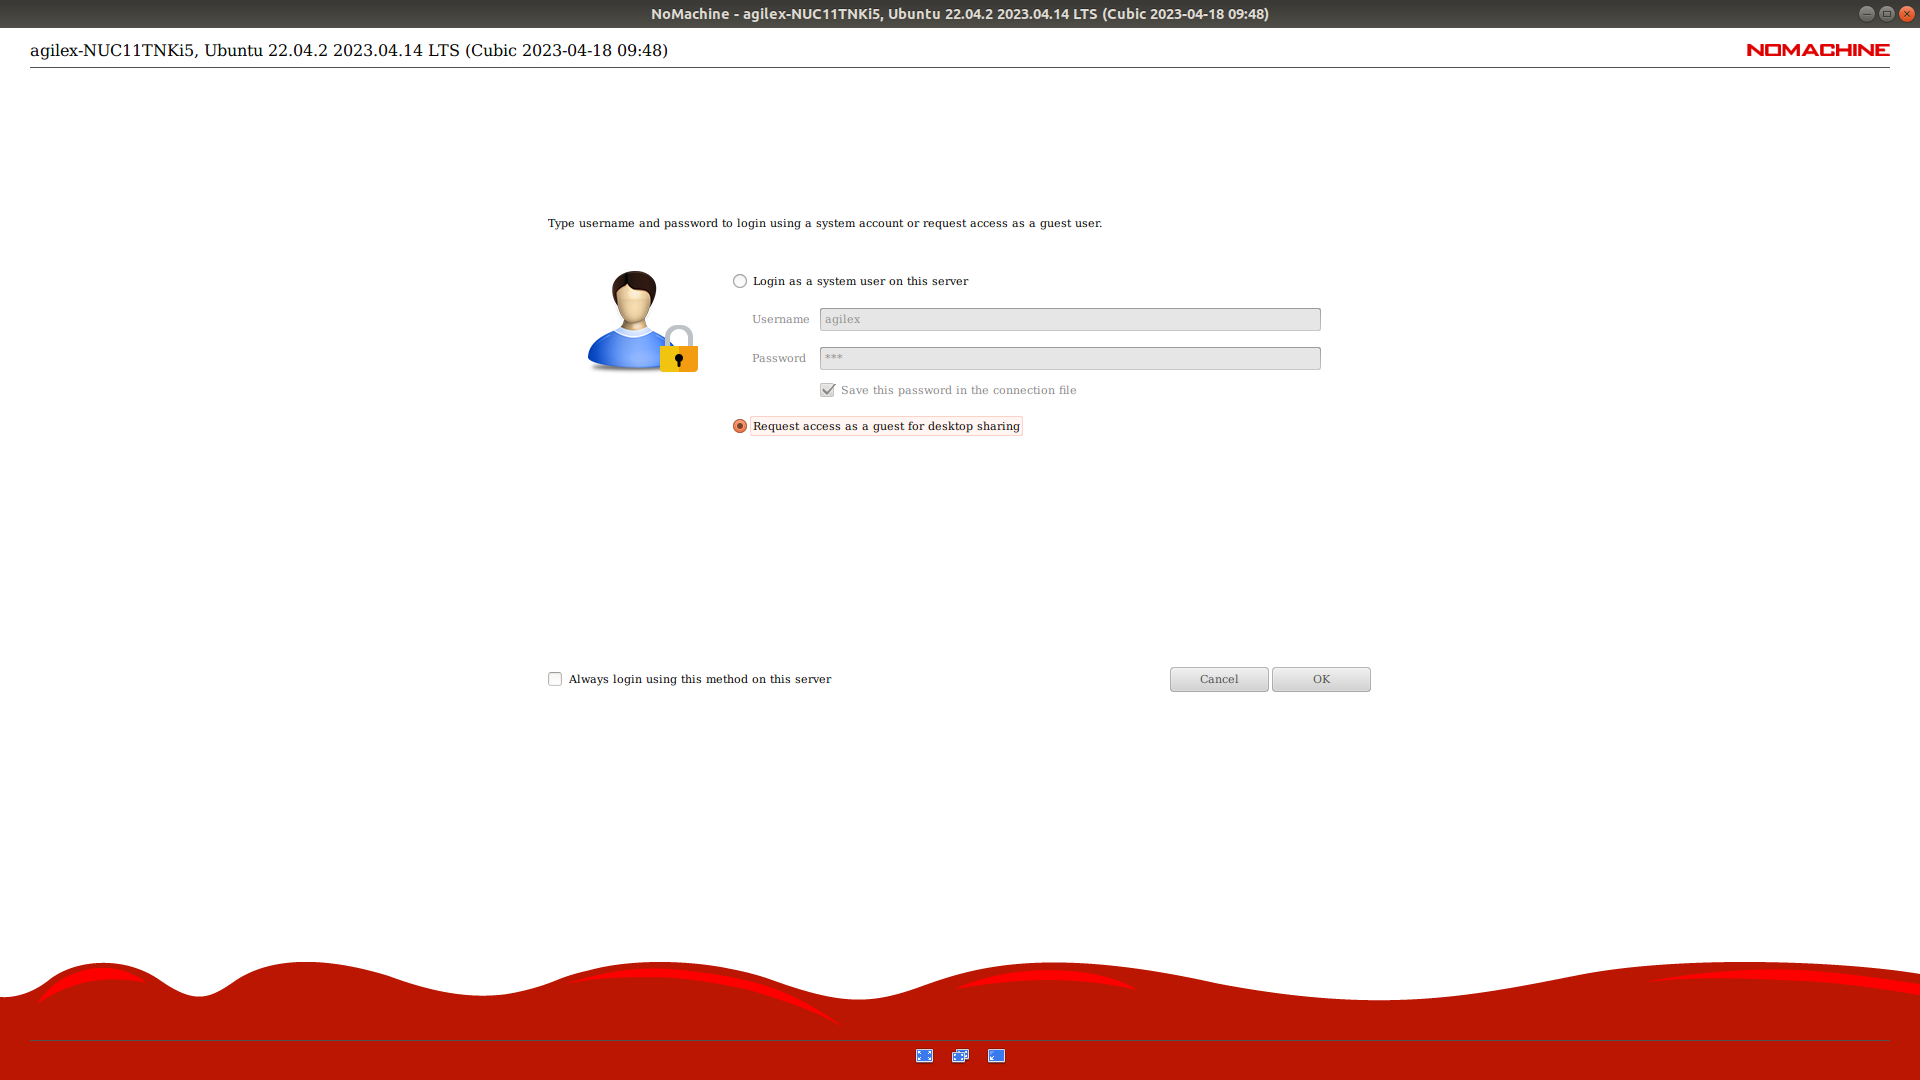 NoMachine - agilex-NUC11TNKi5, Ubuntu 22.04.2 2023.04.14 LTS (Cubic 2023-04-18 09:48)
agilex-NUC11TNKi5, Ubuntu 22.04.2 2023.04.14 LTS (Cubic 2023-04-18 09:48)
NOMACHINE
Type username and password to login using a system account or request access as a guest user.
Login as a system user on this server
Username agilex
Password ***
Save this password in the connection file
Request access as a guest for desktop sharing
Always login using this method on this server
Cancel OK